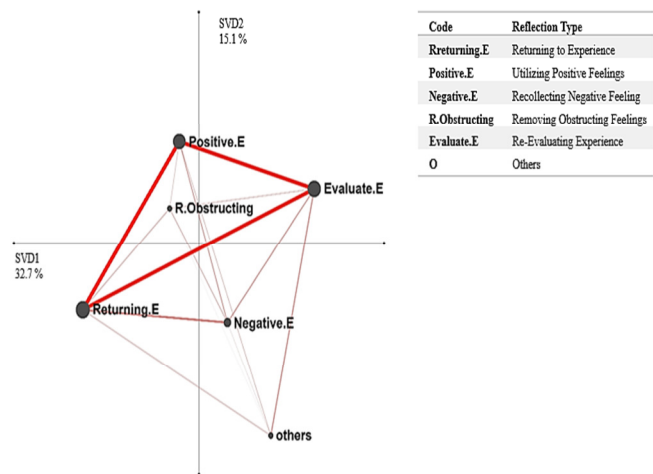 SVD2
15.1 %
Positive.E
Evaluate.E
R.Obstructing
SVD1
32.7 %
Returning.E
Negative.E
others
Code Reflection Type
Rreturning.E Returning to Experience
Positive.E Utilizing Positive Feelings
Negative.E Recollecting Negative Feeling
R.Obstructing Removing Obstructing Feelings
Evaluate.E Re-Evaluating Experience
O Others